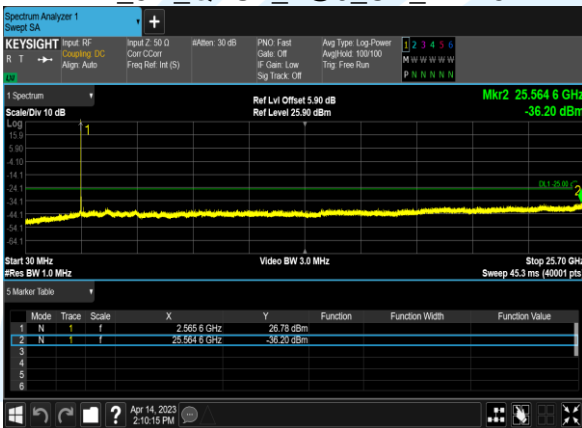 Spectrum Analyzer 1
Swept SA
+
KEYSIGHT
R T
LW
Input: RF
Coupling: DC
Align: Auto
Input Z: 50 Ω
Corr CCorr
Freq Ref: Int (S)
#Atten: 30 dB
PNO: Fast
Gate: Off
IF Gain: Low
Sig Track: Off
Avg Type: Log-Power
Avg|Hold: 100/100
Trig: Free Run
1 2 3 4 5 6
M W W W W W
P N N N N N
1 Spectrum
Scale/Div 10 dB
Ref Lvl Offset 5.90 dB
Ref Level 25.90 dBm
Mkr2 25.564 6 GHz
-36.20 dBm
Log
15.9
5.90
-4.10
-14.1
-24.1
-34.1
-44.1
-54.1
-64.1
1
DL1 -25.00
2
Start 30 MHz
#Res BW 1.0 MHz
Video BW 3.0 MHz
Stop 25.70 GHz
Sweep 45.3 ms (40001 pts
5 Marker Table
Mode Trace Scale X Y Function Function Width Function Value
1 N 1 f 2.565 6 GHz 26.78 dBm
2 N 1 f 25.564 6 GHz -36.20 dBm
3
4
5
6
?
Apr 14, 2023
2:10:15 PM